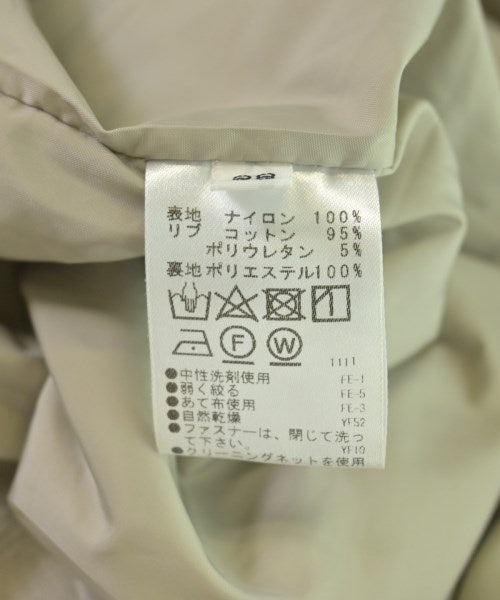 表地 ナイロン 100%
リブ コットン 95%
ポリウレタン 5%
裏地 ポリエステル 100%
F W
1111
●中性洗剤使用 FE-1
●弱く絞る FE-5
●あて布使用 FE-3
●自然乾燥 YF52
●ファスナーは、閉じて洗っ
て下さい。 YF10
●クリーニングネットを使用